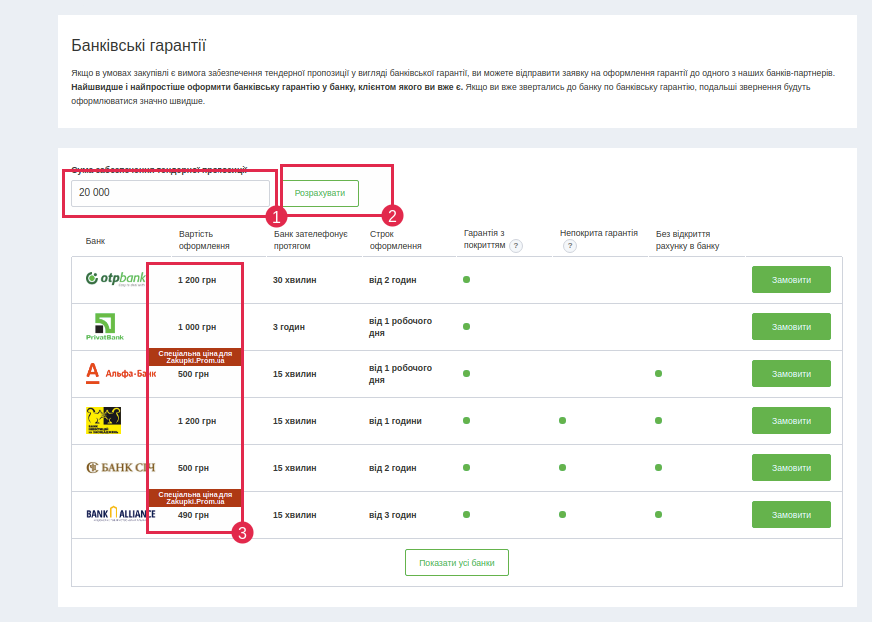 Банківські гарантії
Якщо в умовах закупівлі є вимога забезпечення тендерної пропозиції у вигляді банківської гарантії, ви можете відправити заявку на оформлення гарантії до одного з наших банків-партнерів.
Найшвидше і найпростіше оформити банківську гарантію у банку, клієнтом якого ви вже є. Якщо ви вже звертались до банку по банківську гарантію, подальші звернення будуть
оформлюватися значно швидше.
Сума забезпечення тендерної пропозиції
20 000
1
Розрахувати
2
Банк
Вартість
оформлення
Банк зателефонує
протягом
Строк
оформлення
Гарантія з
покриттям ?
Непокрита гарантія
?
Без відкриття
рахунку в банку
otpbank
1 200 грн
30 хвилин
від 2 годин
Замовити
PrivatBank
1 000 грн
3 годин
від 1 робочого
дня
Замовити
Спеціальна ціна для
Zakupki.Prom.ua
А
Альфа-Банк
500 грн
15 хвилин
від 1 робочого
дня
Замовити
1 200 грн
15 хвилин
від 1 години
Замовити
БАНК СІЧ
500 грн
15 хвилин
від 2 годин
Замовити
Спеціальна ціна для
Zakupki.Prom.ua
BANK ALLIANCE
490 грн
15 хвилин
від 3 годин
Замовити
3
Показати усі банки